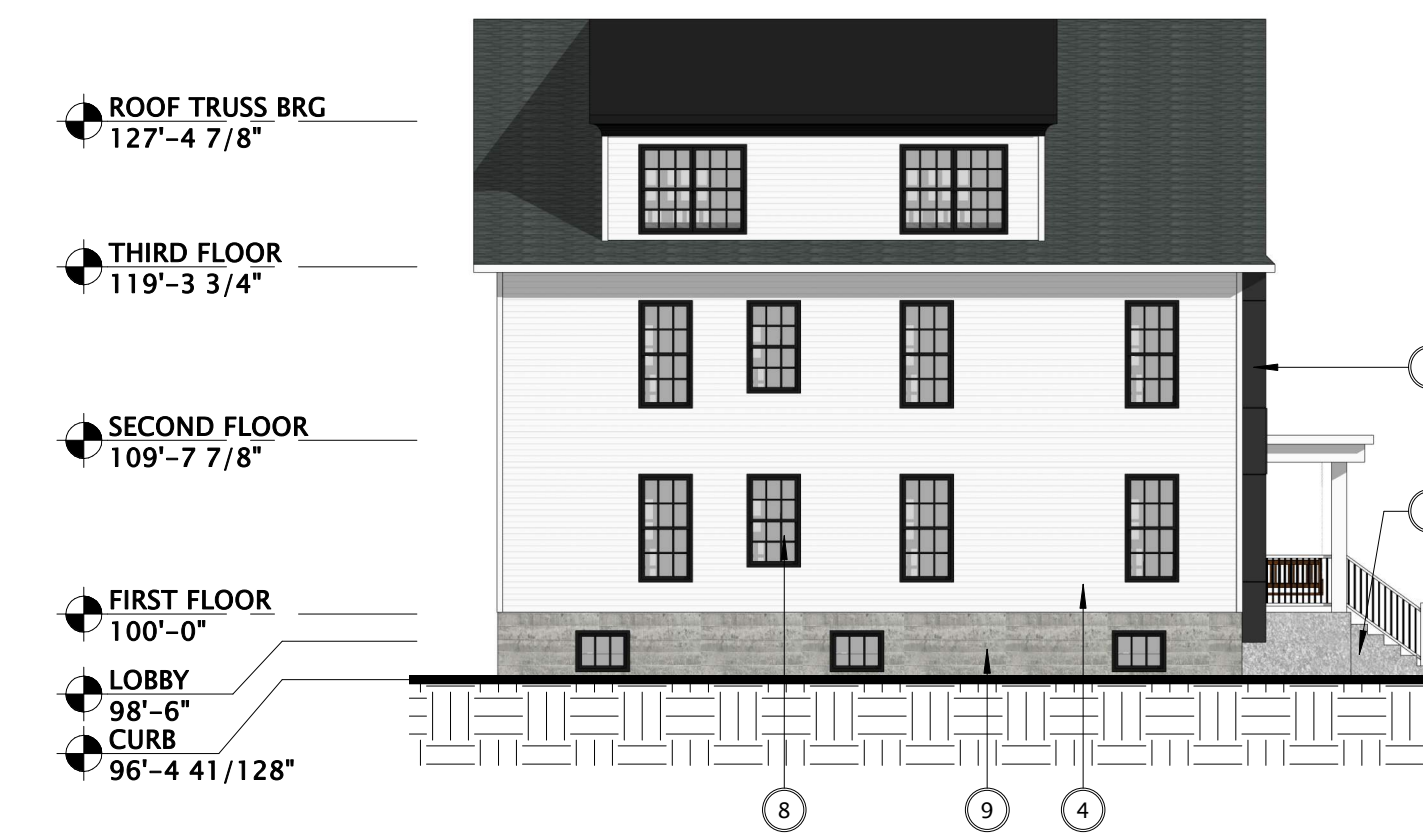 ROOF TRUSS BRG
127'-4 7/8"
THIRD FLOOR
119'-3 3/4"
SECOND FLOOR
109'-7 7/8"
FIRST FLOOR
100'-0"
LOBBY
98'-6"
CURB
96'-4 41/128"
8
9
4